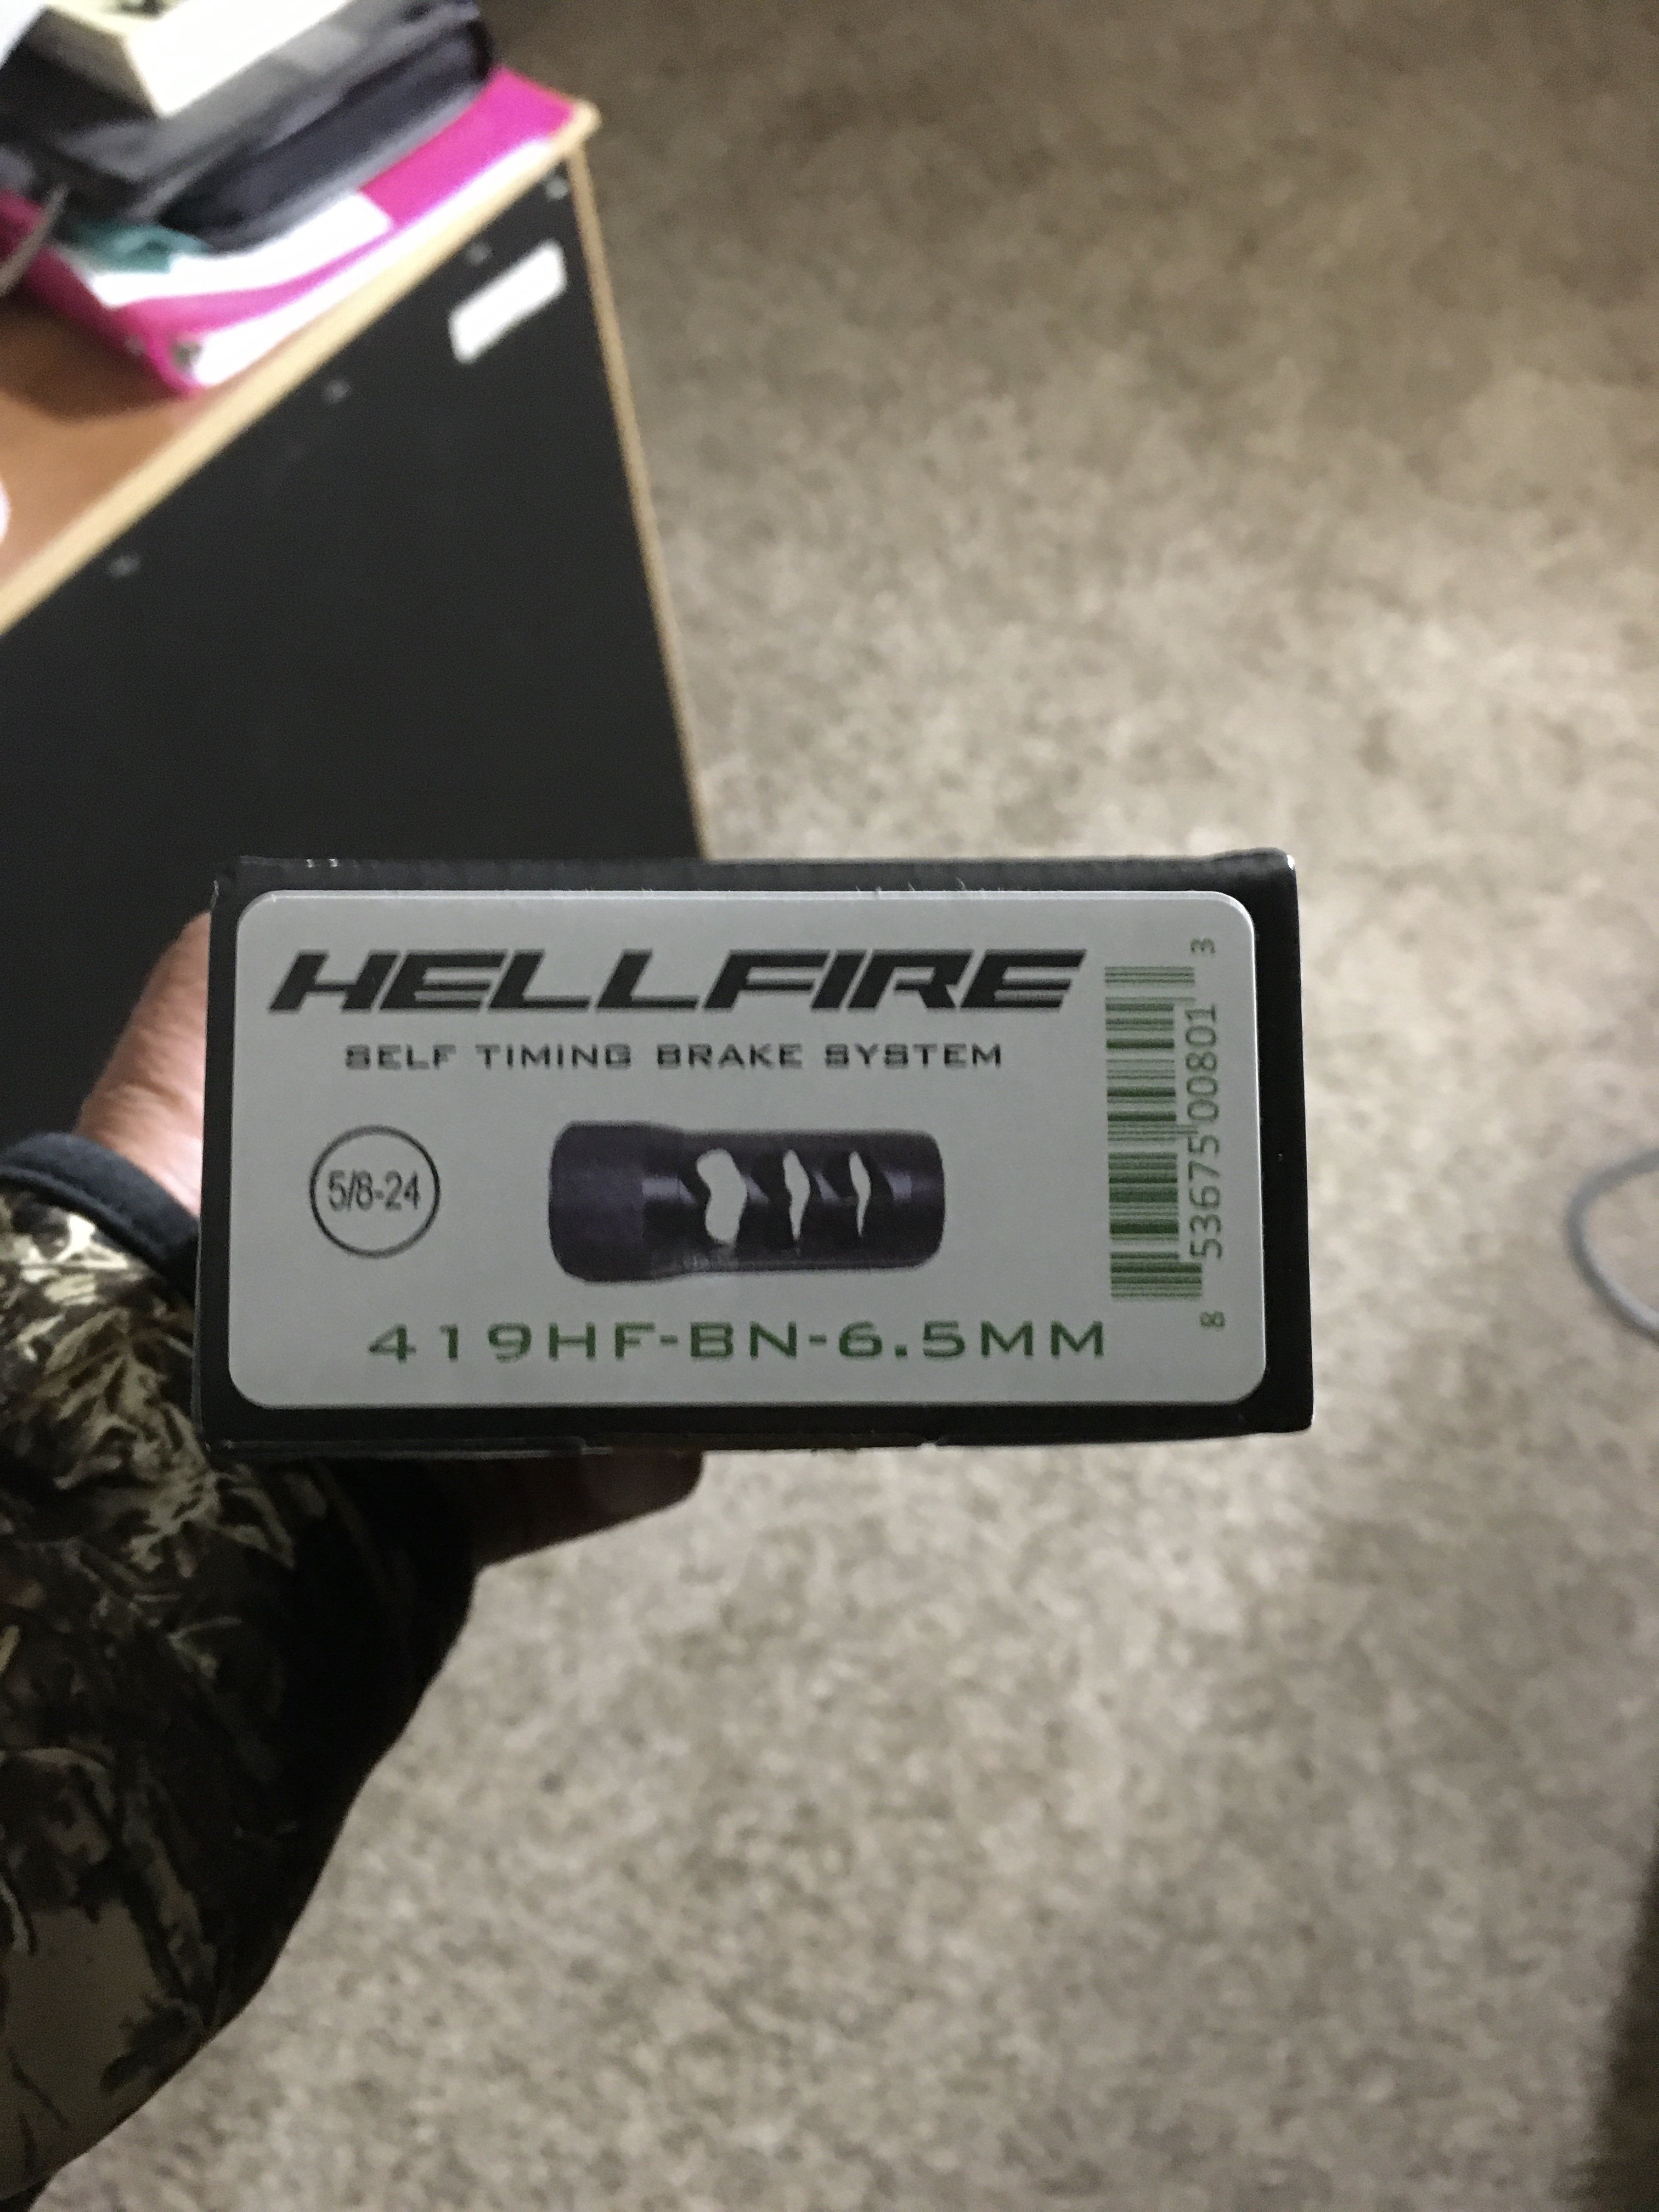 HELLFIRE
SELF TIMING BRAKE SYSTEM
5/8-24
419HF-BN-6.5MM
8 53675 00801 3